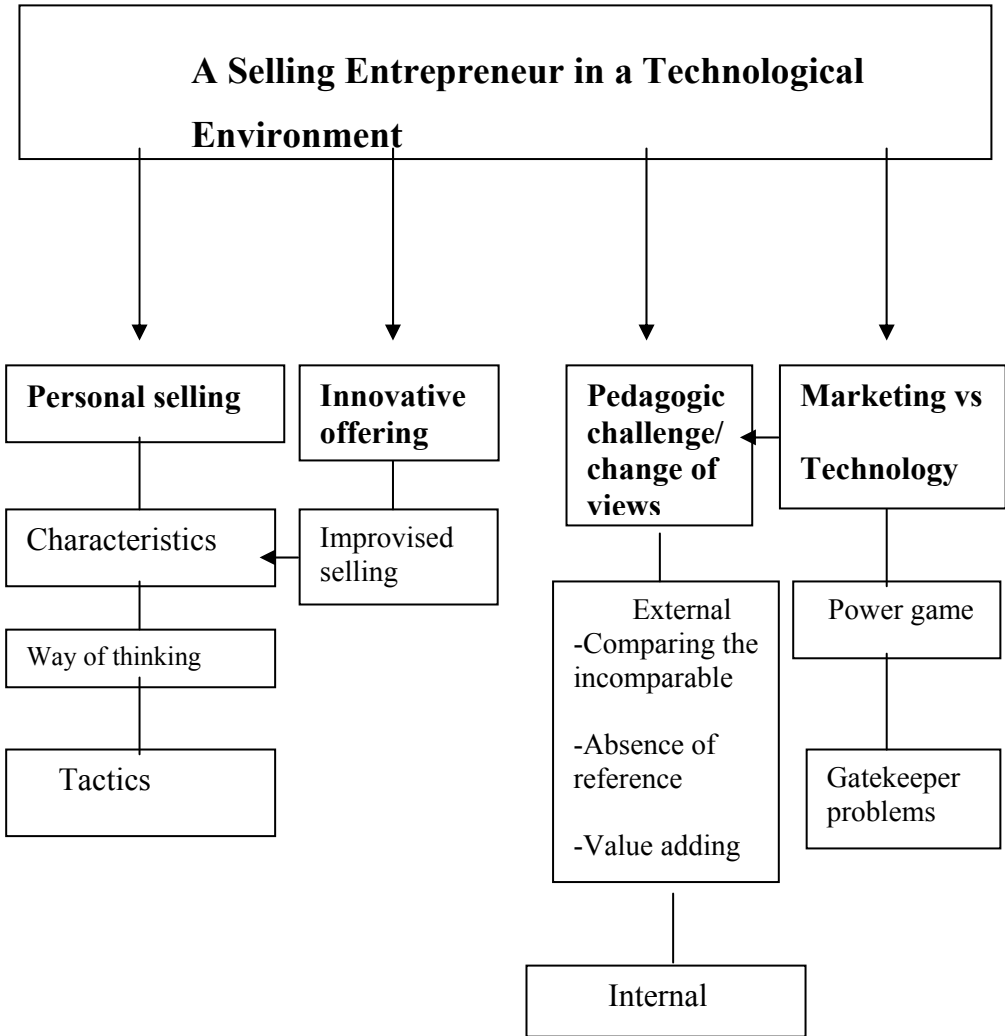 A Selling Entrepreneur in a Technological
Environment
Personal selling
Characteristics
Way of thinking
Tactics
Innovative
offering
Improvised
selling
Pedagogic
challenge/
change of
views
External
-Comparing the
incomparable
-Absence of
reference
-Value adding
Internal
Marketing vs
Technology
Power game
Gatekeeper
problems